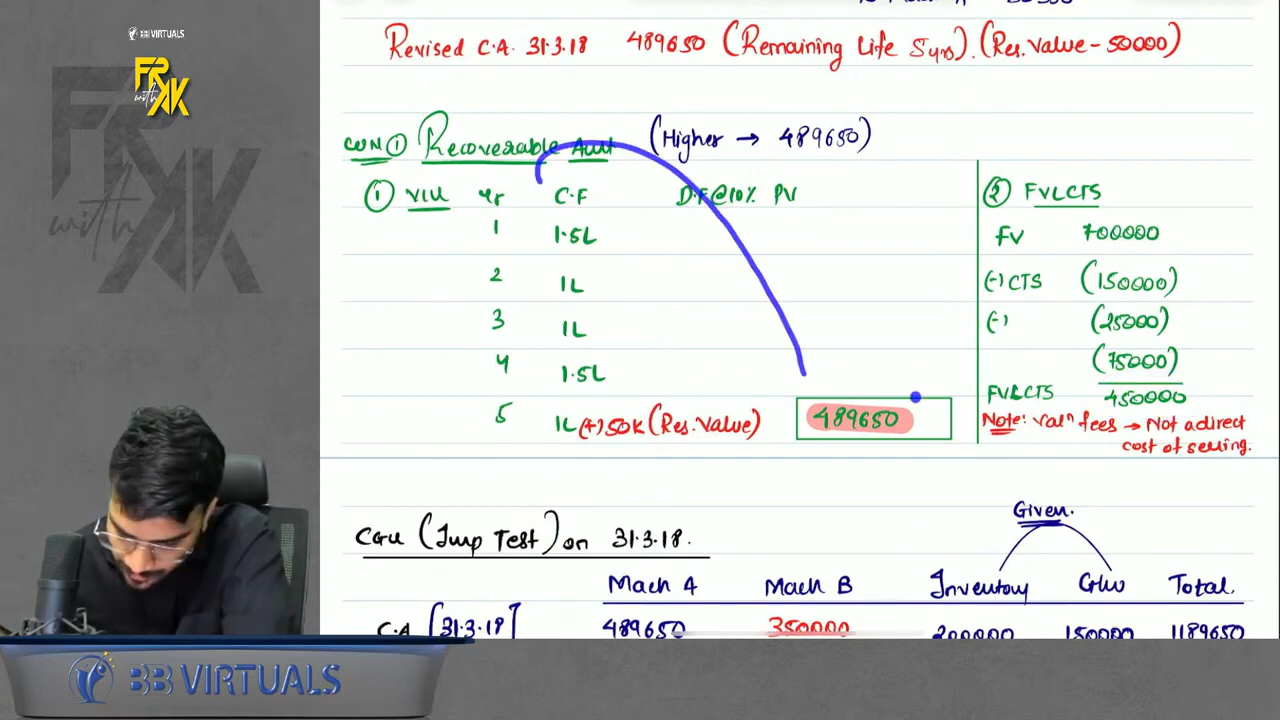 BB VIRTUALS
FR
with
AK
Revised C.A. 31.3.18 489650 (Remaining Life 5yrs). (Res. Value - 50000)
WN ① Recoverable Amt (Higher → 489650)
① VIU Yr C.F D.F@10% PV
1 1.5L
2 1L
3 1L
4 1.5L
5 1L (+) 50K (Res. Value) 489650
② FVLCTS
FV 700000
(-) CTS (150000)
(-) (25000)
(75000)
FVLCTS 450000
Note: Valn fees → Not a direct
cost of selling.
CGU (Imp Test) on 31.3.18.
Given.
Mach A Mach B Inventory G/w Total
C.A [31.3.18] 489650 350000 200000 150000 1189650
BB VIRTUALS